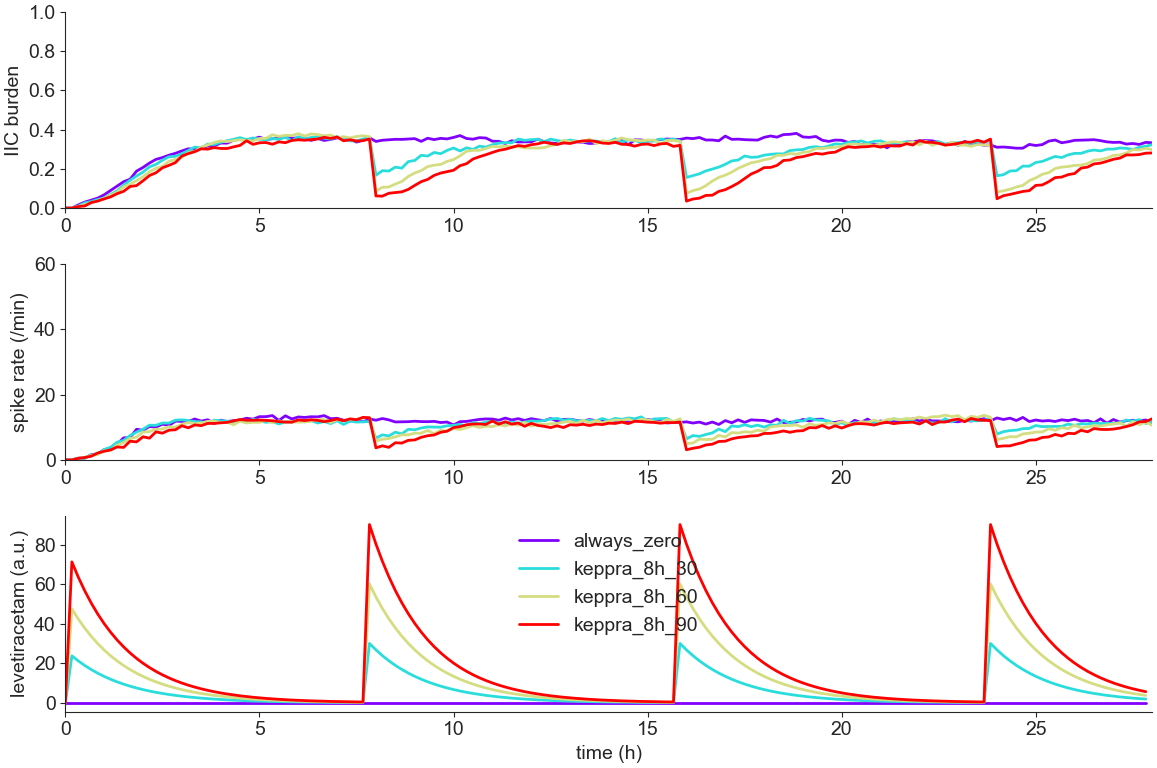 IIC burden
1.0
0.8
0.6
0.4
0.2
0.0
0 5 10 15 20 25
spike rate (/min)
60
40
20
0
0 5 10 15 20 25
levetiracetam (a.u.)
80
60
40
20
0
always_zero
keppra_8h_30
keppra_8h_60
keppra_8h_90
0 5 10 15 20 25
time (h)